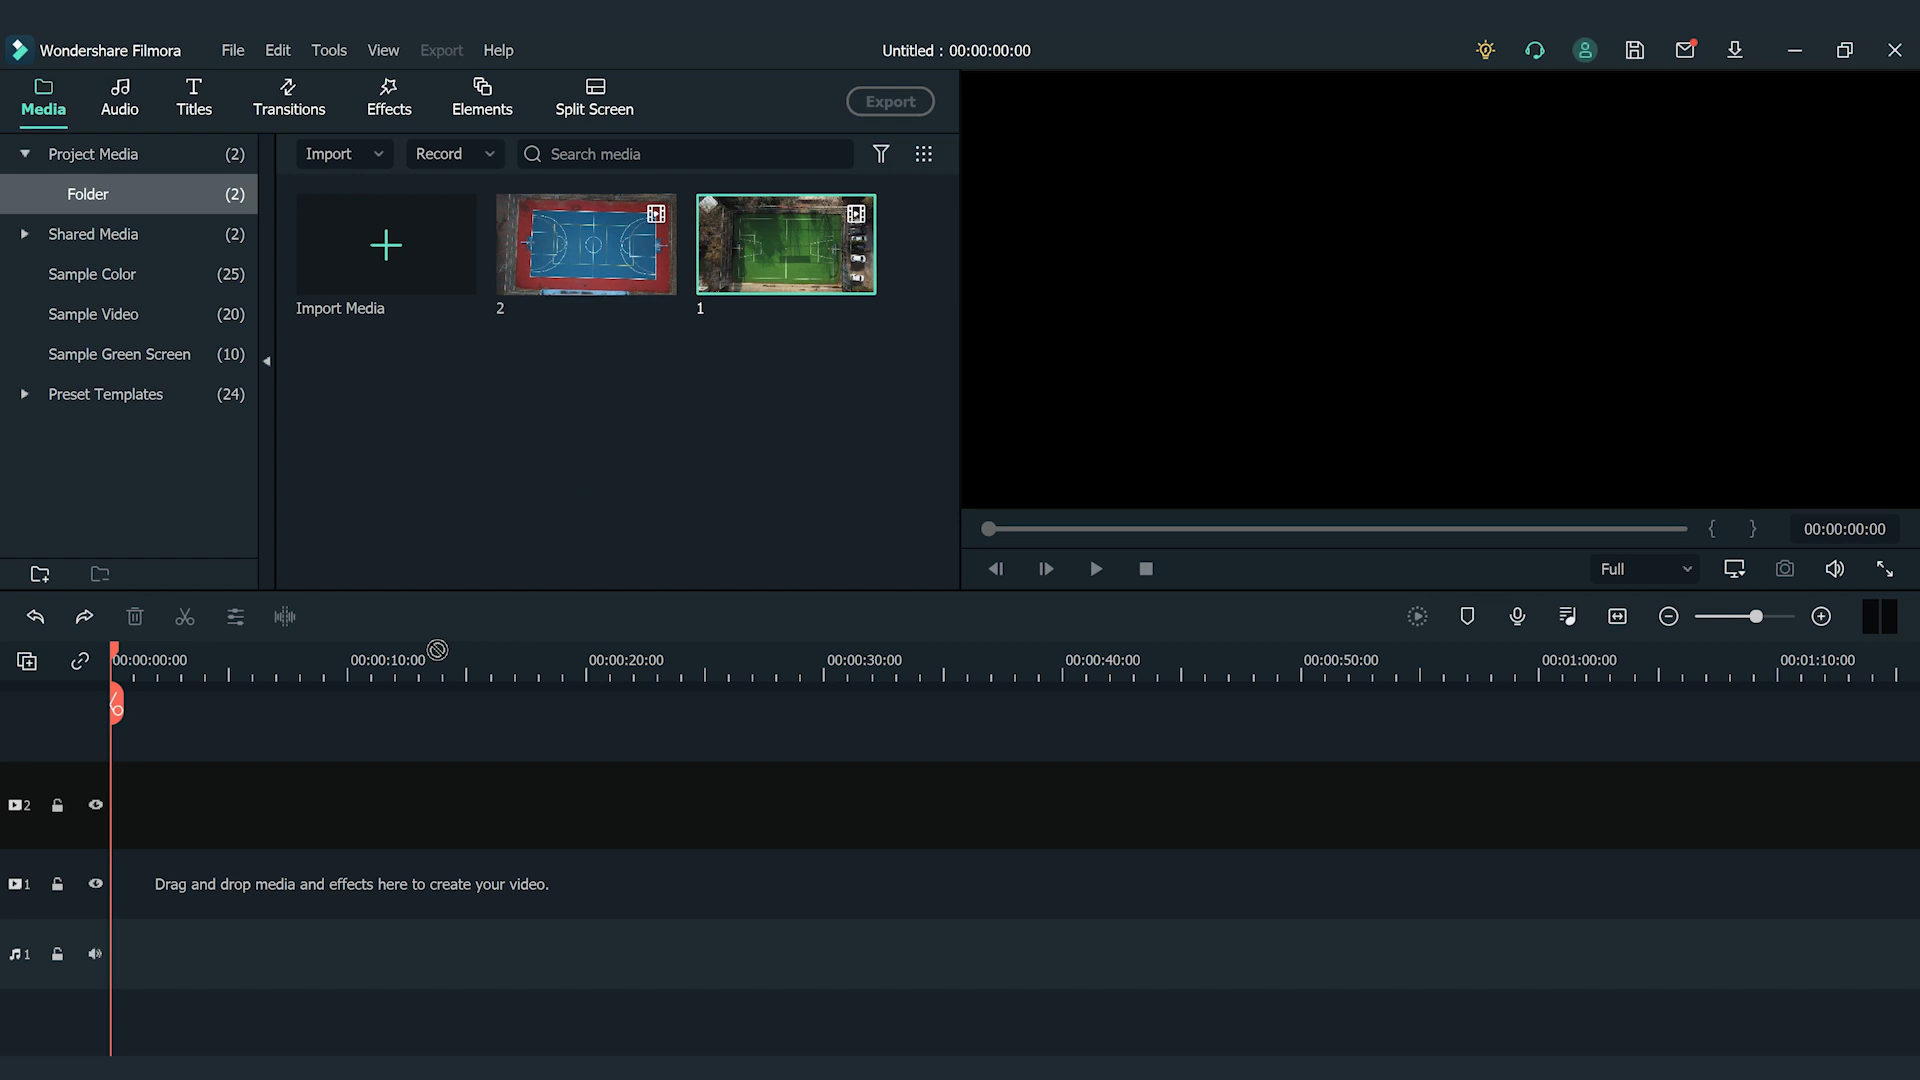 Wondershare Filmora File Edit Tools View Export Help Untitled : 00:00:00:00
Media Audio Titles Transitions Effects Elements Split Screen Export
Project Media (2) Import Record Search media
Folder (2)
Shared Media (2)
Sample Color (25)
Sample Video (20)
Sample Green Screen (10)
Preset Templates (24)
Import Media 2 1
{ } 00:00:00:00
Full
00:00:00:00 00:00:10:00 00:00:20:00 00:00:30:00 00:00:40:00 00:00:50:00 00:01:00:00 00:01:10:00
2
1 Drag and drop media and effects here to create your video.
1